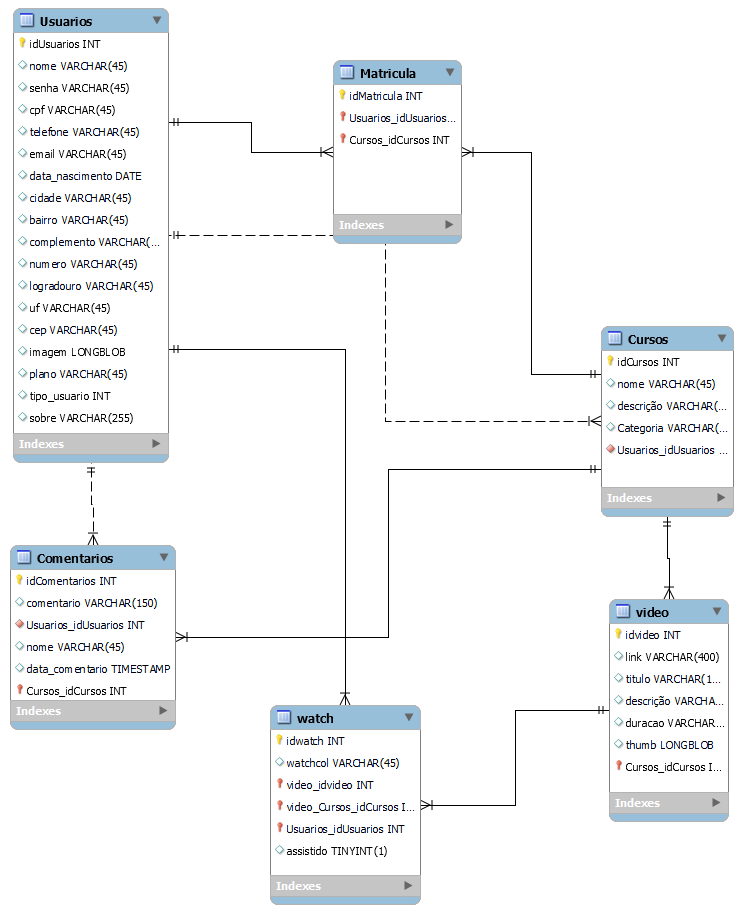 Usuarios
idUsuarios INT
nome VARCHAR(45)
senha VARCHAR(45)
cpf VARCHAR(45)
telefone VARCHAR(45)
email VARCHAR(45)
data_nascimento DATE
cidade VARCHAR(45)
bairro VARCHAR(45)
complemento VARCHAR(...
numero VARCHAR(45)
logradouro VARCHAR(45)
uf VARCHAR(45)
cep VARCHAR(45)
imagem LONGBLOB
plano VARCHAR(45)
tipo_usuario INT
sobre VARCHAR(255)
Indexes
Matricula
idMatricula INT
Usuarios_idUsuarios...
Cursos_idCursos INT
Indexes
Cursos
idCursos INT
nome VARCHAR(45)
descrição VARCHAR(...
Categoria VARCHAR(...
Usuarios_idUsuarios ...
Indexes
Comentarios
idComentarios INT
comentario VARCHAR(150)
Usuarios_idUsuarios INT
nome VARCHAR(45)
data_comentario TIMESTAMP
Cursos_idCursos INT
Indexes
video
idvideo INT
link VARCHAR(400)
titulo VARCHAR(1...
descrição VARCHA...
duracao VARCHAR...
thumb LONGBLOB
Cursos_idCursos I...
Indexes
watch
idwatch INT
watchcol VARCHAR(45)
video_idvideo INT
video_Cursos_idCursos I...
Usuarios_idUsuarios INT
assistido TINYINT(1)
Indexes